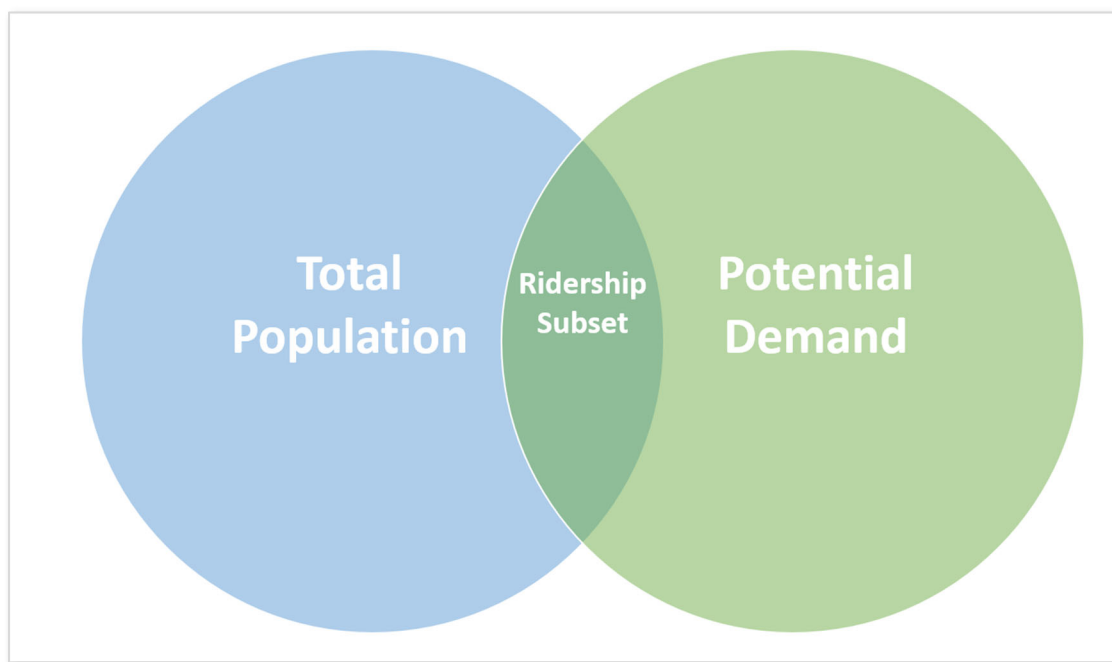 Total
Population
Ridership
Subset
Potential
Demand